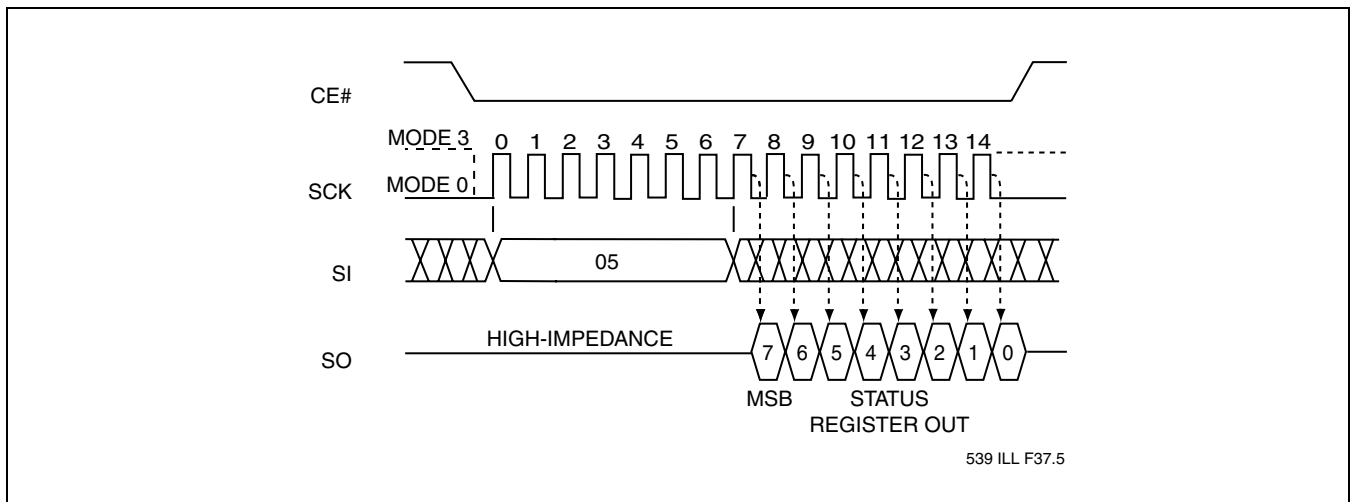 CE#
MODE 3
0 1 2 3 4 5 6 7 8 9 10 11 12 13 14
SCK
MODE 0
SI
05
HIGH-IMPEDANCE
SO
7 6 5 4 3 2 1 0
MSB
STATUS
REGISTER OUT
539 ILL F37.5